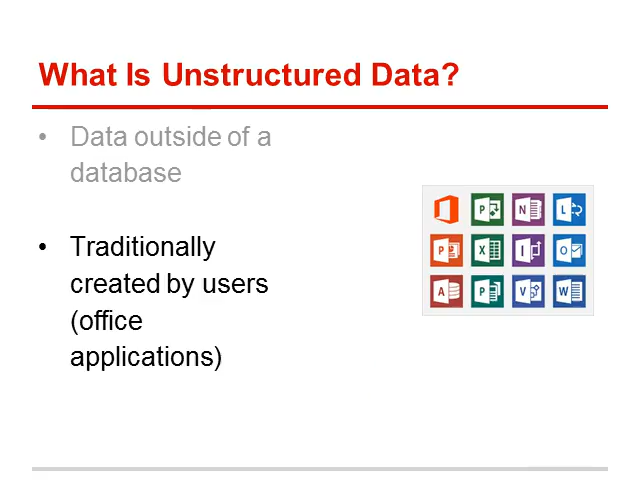 What Is Unstructured Data?
• Data outside of a
database
• Traditionally
created by users
(office
applications)
P N L
P X I O
A P V W